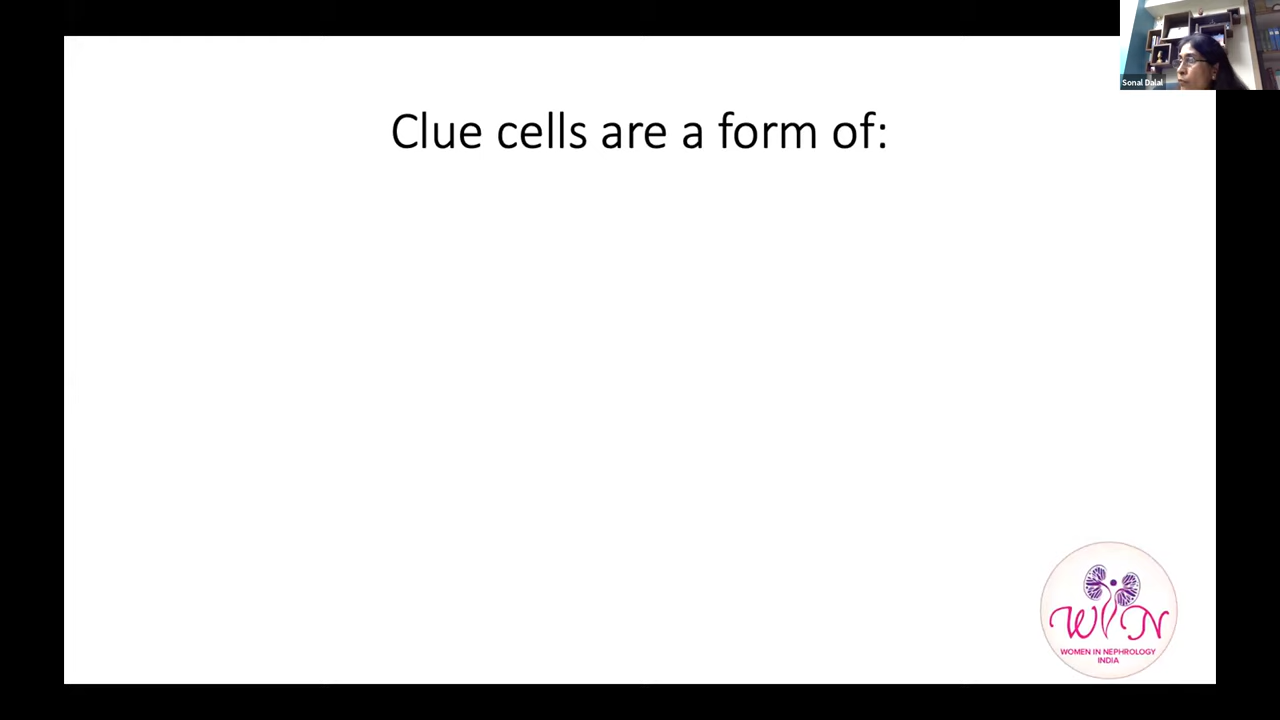 Sonal Dalal
Clue cells are a form of:
WIN
WOMEN IN NEPHROLOGY
INDIA